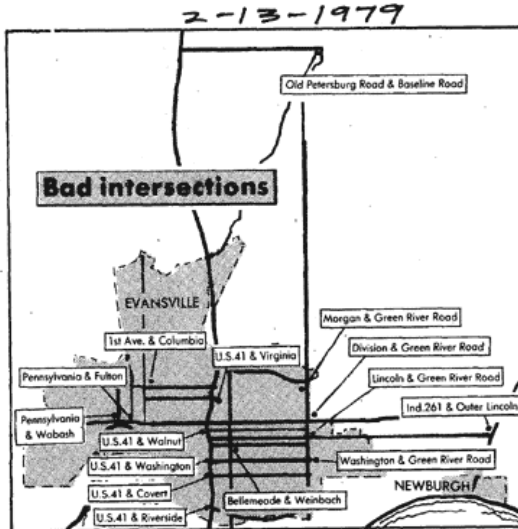 2-13-1979
Old Petersburg Road & Baseline Road
Bad intersections
EVANSVILLE
Morgan & Green River Road
1st Ave. & Columbia
U.S.41 & Virginia
Division & Green River Road
Pennsylvania & Fulton
Lincoln & Green River Road
Ind.261 & Outer Lincoln
Pennsylvania
& Wabash
U.S.41 & Walnut
U.S.41 & Washington
Washington & Green River Road
U.S.41 & Covert
Bellemeade & Weinbach
NEWBURGH
U.S.41 & Riverside